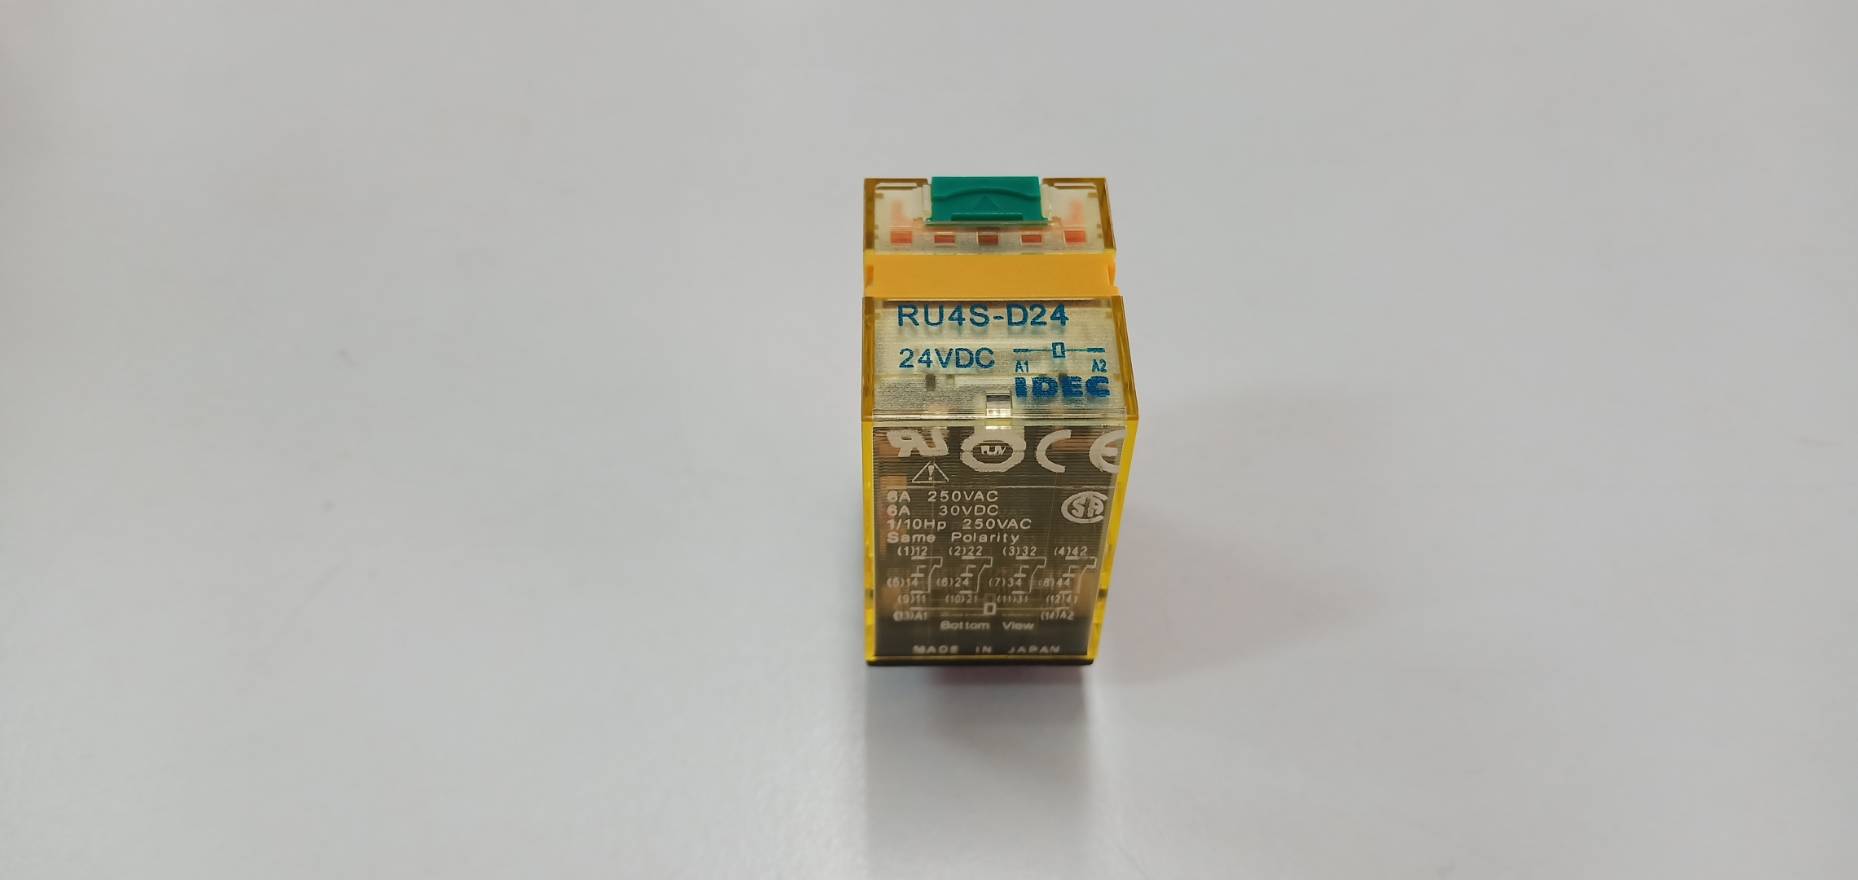 RU4S-D24
24VDC
A1 A2
IDEC
TÜV CE
6A 250VAC
6A 30VDC
1/10Hp 250VAC
Same Polarity
(1)12 (2)22 (3)32 (4)42
(5)14 (6)24 (7)34 (8)44
(9)11 (10)21 (11)31 (12)41
(13)A1 (14)A2
Bottom View
MADE IN JAPAN